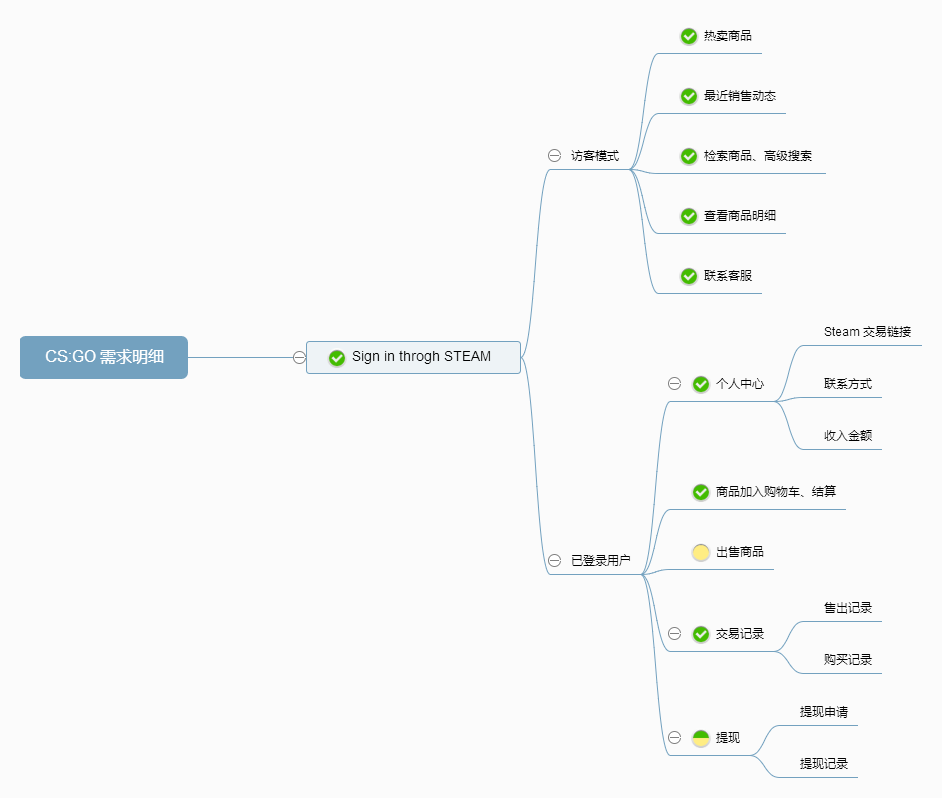 CS:GO 需求明细
Sign in throgh STEAM
访客模式
热卖商品
最近销售动态
检索商品、高级搜索
查看商品明细
联系客服
已登录用户
个人中心
Steam 交易链接
联系方式
收入金额
商品加入购物车、结算
出售商品
交易记录
售出记录
购买记录
提现
提现申请
提现记录